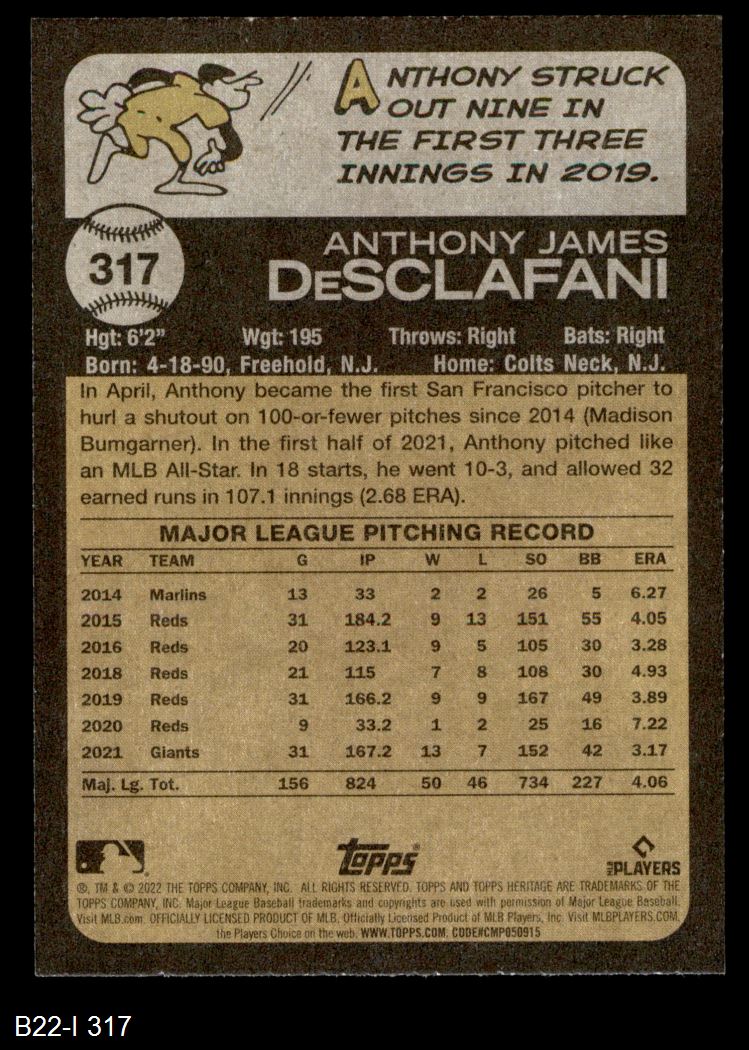 ANTHONY STRUCK
OUT NINE IN
THE FIRST THREE
INNINGS IN 2019.
317
ANTHONY JAMES
DeSCLAFANI
Hgt: 6'2" Wgt: 195 Throws: Right Bats: Right
Born: 4-18-90, Freehold, N.J. Home: Colts Neck, N.J.
In April, Anthony became the first San Francisco pitcher to
hurl a shutout on 100-or-fewer pitches since 2014 (Madison
Bumgarner). In the first half of 2021, Anthony pitched like
an MLB All-Star. In 18 starts, he went 10-3, and allowed 32
earned runs in 107.1 innings (2.68 ERA).
MAJOR LEAGUE PITCHING RECORD
YEAR TEAM G IP W L SO BB ERA
2014 Marlins 13 33 2 2 26 5 6.27
2015 Reds 31 184.2 9 13 151 55 4.05
2016 Reds 20 123.1 9 5 105 30 3.28
2018 Reds 21 115 7 8 108 30 4.93
2019 Reds 31 166.2 9 9 167 49 3.89
2020 Reds 9 33.2 1 2 25 16 7.22
2021 Giants 31 167.2 13 7 152 42 3.17
Maj. Lg. Tot. 156 824 50 46 734 227 4.06
topps
MLB PLAYERS
®, TM & © 2022 THE TOPPS COMPANY, INC. ALL RIGHTS RESERVED. TOPPS AND TOPPS HERITAGE ARE TRADEMARKS OF THE
TOPPS COMPANY, INC. Major League Baseball trademarks and copyrights are used with permission of Major League Baseball.
Visit MLB.com. OFFICIALLY LICENSED PRODUCT OF MLB. Officially Licensed Product of MLB Players, Inc. Visit MLBPLAYERS.COM,
the Players Choice on the web. WWW.TOPPS.COM. CODE#CMP050915
B22-I 317